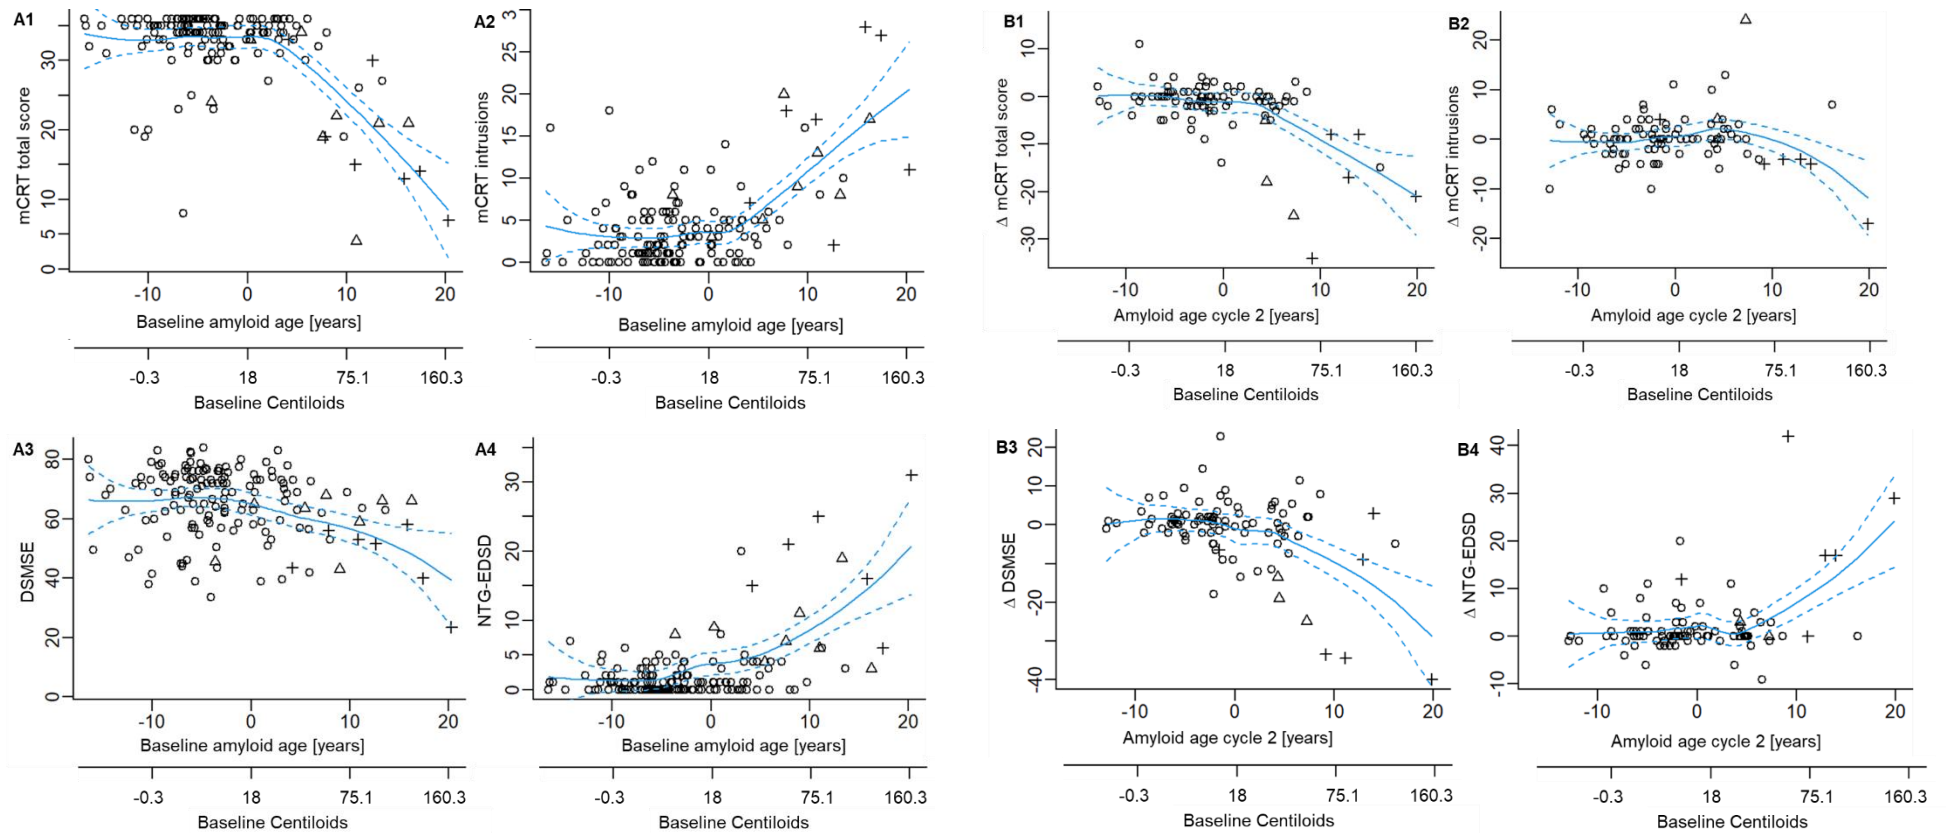 A1
mCRT total score
0 5 10 20 30
-10 0 10 20
Baseline amyloid age [years]
-0.3 18 75.1 160.3
Baseline Centiloids
A2
mCRT intrusions
0 5 10 15 20 25 3
-10 0 10 20
Baseline amyloid age [years]
-0.3 18 75.1 160.3
Baseline Centiloids
B1
Δ mCRT total score
-30 -20 -10 0 10
-10 0 10 20
Amyloid age cycle 2 [years]
-0.3 18 75.1 160.3
Baseline Centiloids
B2
Δ mCRT intrusions
-20 -10 0 10 20
-10 0 10 20
Amyloid age cycle 2 [years]
-0.3 18 75.1 160.3
Baseline Centiloids
A3
DSMSE
0 20 40 60 80
-10 0 10 20
Baseline amyloid age [years]
-0.3 18 75.1 160.3
Baseline Centiloids
A4
NTG-EDSD
0 5 10 20 30
-10 0 10 20
Baseline amyloid age [years]
-0.3 18 75.1 160.3
Baseline Centiloids
B3
Δ DSMSE
-40 -20 0 10 20
-10 0 10 20
Amyloid age cycle 2 [years]
-0.3 18 75.1 160.3
Baseline Centiloids
B4
Δ NTG-EDSD
-10 0 10 20 30 40
-10 0 10 20
Amyloid age cycle 2 [years]
-0.3 18 75.1 160.3
Baseline Centiloids